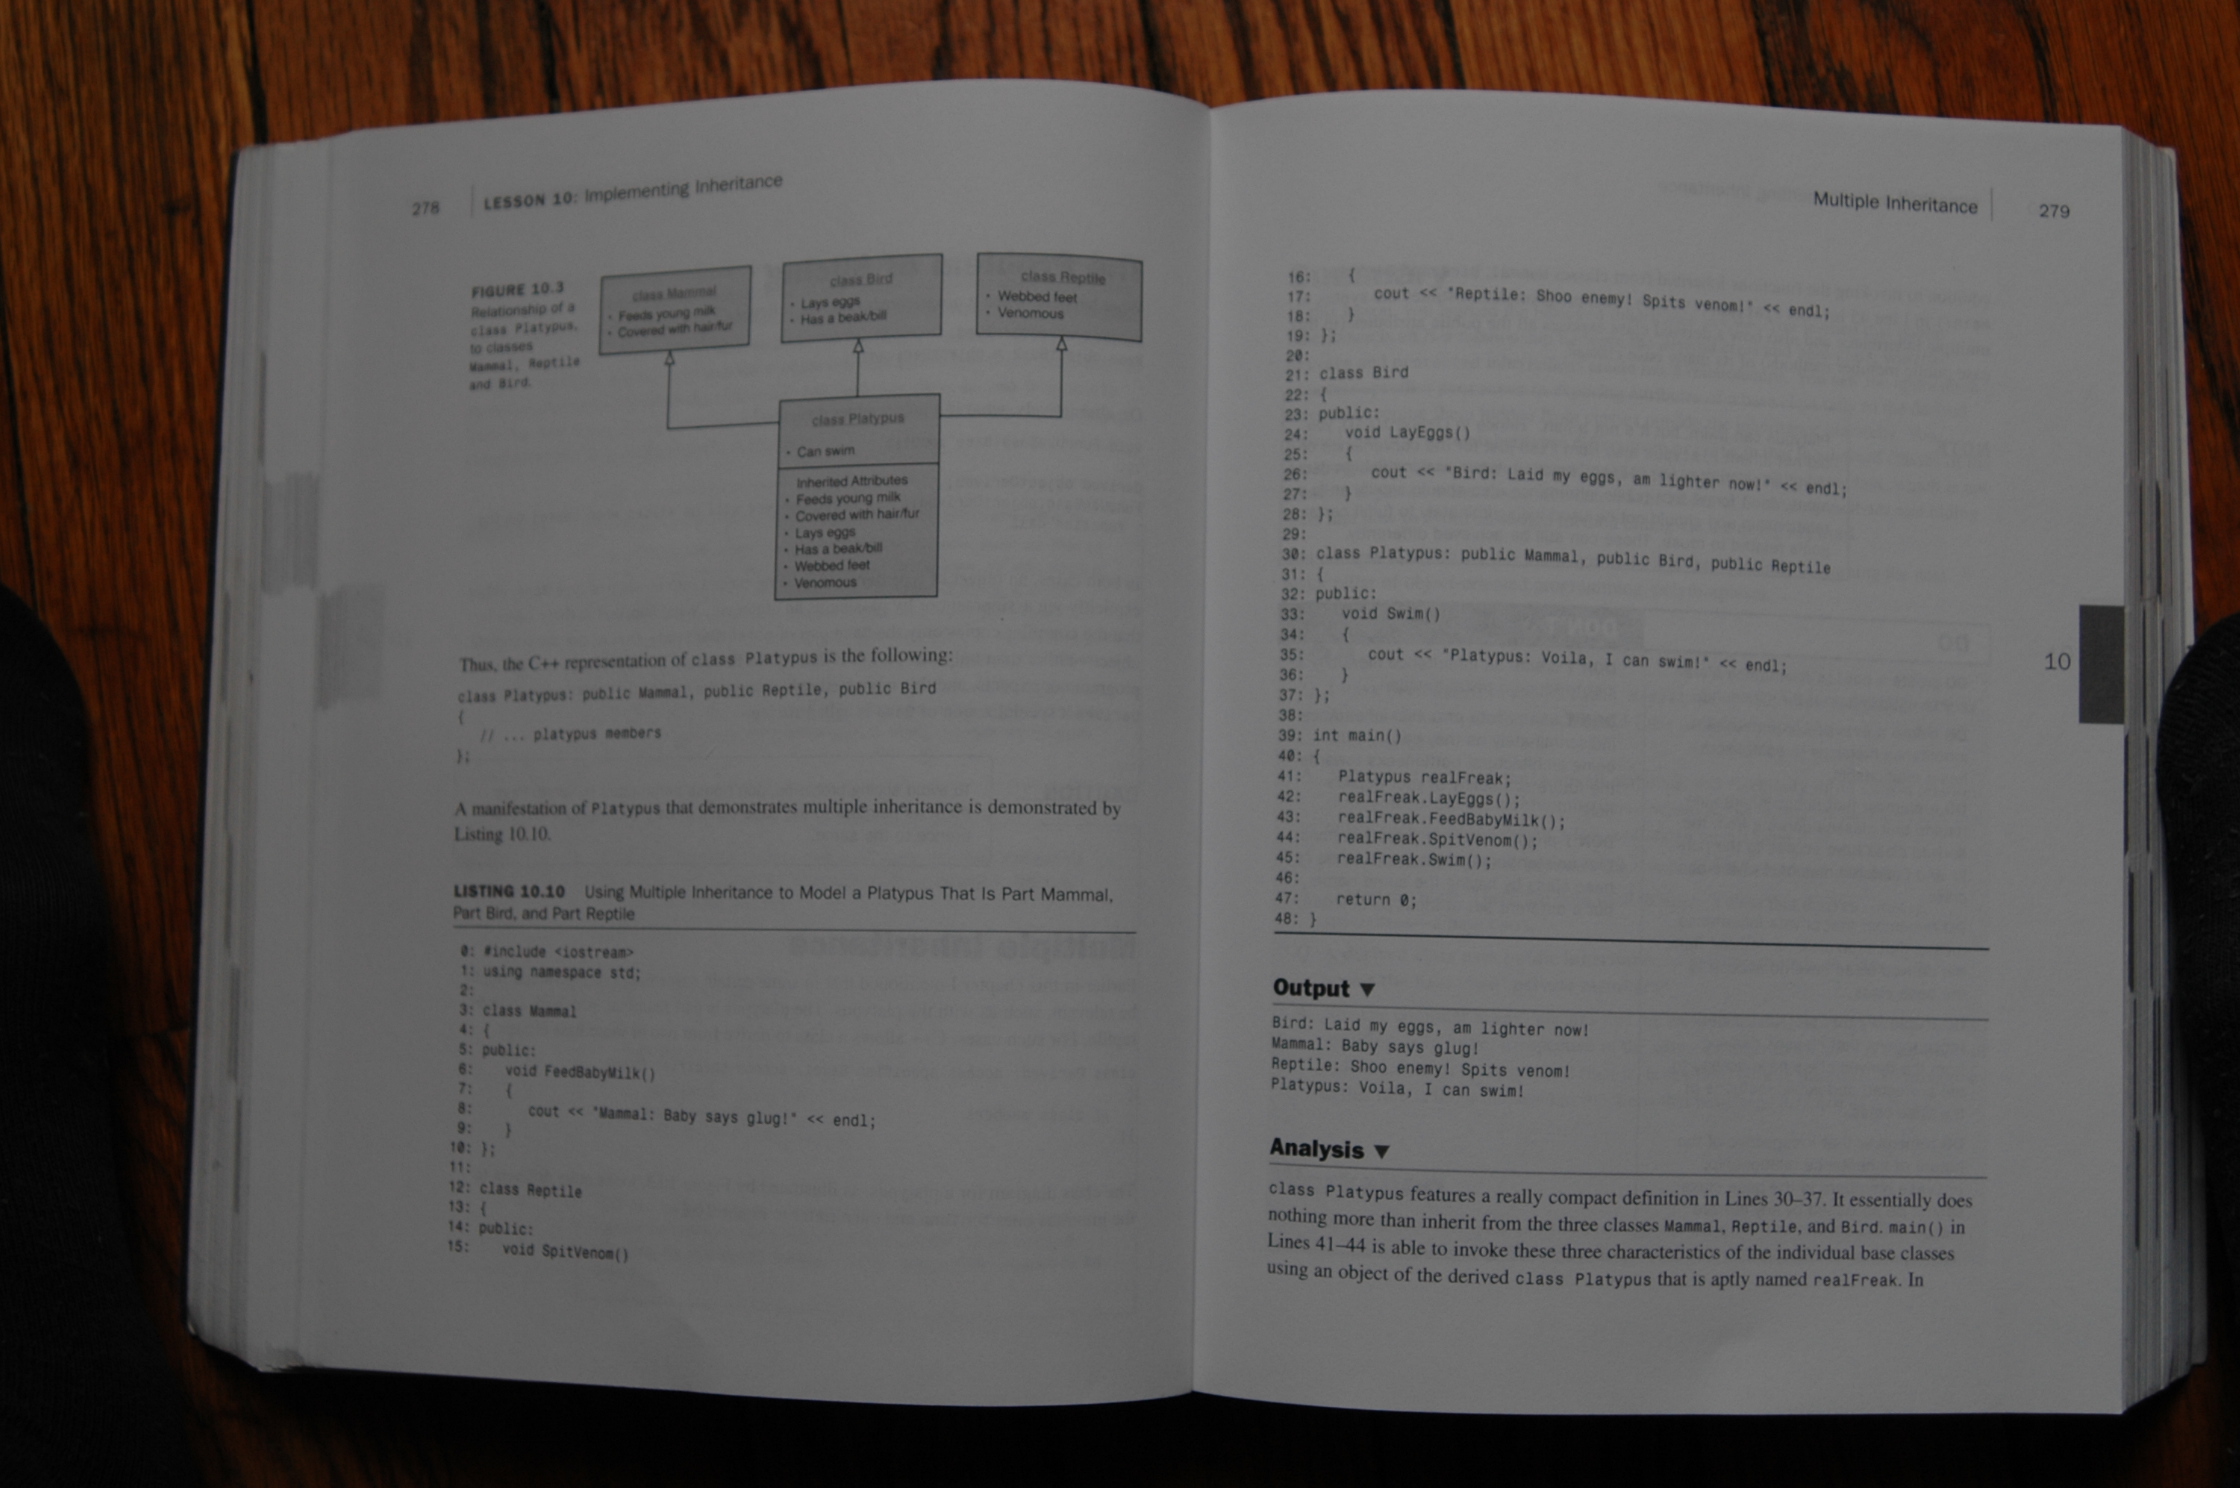 278 | LESSON 10: Implementing Inheritance
FIGURE 10.3
Relationship of a
class Platypus,
to classes
Mammal, Reptile
and Bird.
class Mammal
• Feeds young milk
• Covered with hair/fur
class Bird
• Lays eggs
• Has a beak/bill
class Reptile
• Webbed feet
• Venomous
class Platypus
• Can swim
Inherited Attributes
• Feeds young milk
• Covered with hair/fur
• Lays eggs
• Has a beak/bill
• Webbed feet
• Venomous
Thus, the C++ representation of class Platypus is the following:
class Platypus: public Mammal, public Reptile, public Bird
{
// ... platypus members
};
A manifestation of Platypus that demonstrates multiple inheritance is demonstrated by
Listing 10.10.
LISTING 10.10 Using Multiple Inheritance to Model a Platypus That Is Part Mammal,
Part Bird, and Part Reptile
0: #include <iostream>
1: using namespace std;
2:
3: class Mammal
4: {
5: public:
6: void FeedBabyMilk()
7: {
8: cout << "Mammal: Baby says glug!" << endl;
9: }
10: };
11:
12: class Reptile
13: {
14: public:
15: void SpitVenom()
Multiple Inheritance | 279
16: {
17: cout << "Reptile: Shoo enemy! Spits venom!" << endl;
18: }
19: };
20:
21: class Bird
22: {
23: public:
24: void LayEggs()
25: {
26: cout << "Bird: Laid my eggs, am lighter now!" << endl;
27: }
28: };
29:
30: class Platypus: public Mammal, public Bird, public Reptile
31: {
32: public:
33: void Swim()
34: {
35: cout << "Platypus: Voila, I can swim!" << endl;
36: }
37: };
38:
39: int main()
40: {
41: Platypus realFreak;
42: realFreak.LayEggs();
43: realFreak.FeedBabyMilk();
44: realFreak.SpitVenom();
45: realFreak.Swim();
46:
47: return 0;
48: }
10
Output ▼
Bird: Laid my eggs, am lighter now!
Mammal: Baby says glug!
Reptile: Shoo enemy! Spits venom!
Platypus: Voila, I can swim!
Analysis ▼
class Platypus features a really compact definition in Lines 30–37. It essentially does
nothing more than inherit from the three classes Mammal, Reptile, and Bird. main() in
Lines 41–44 is able to invoke these three characteristics of the individual base classes
using an object of the derived class Platypus that is aptly named realFreak. In